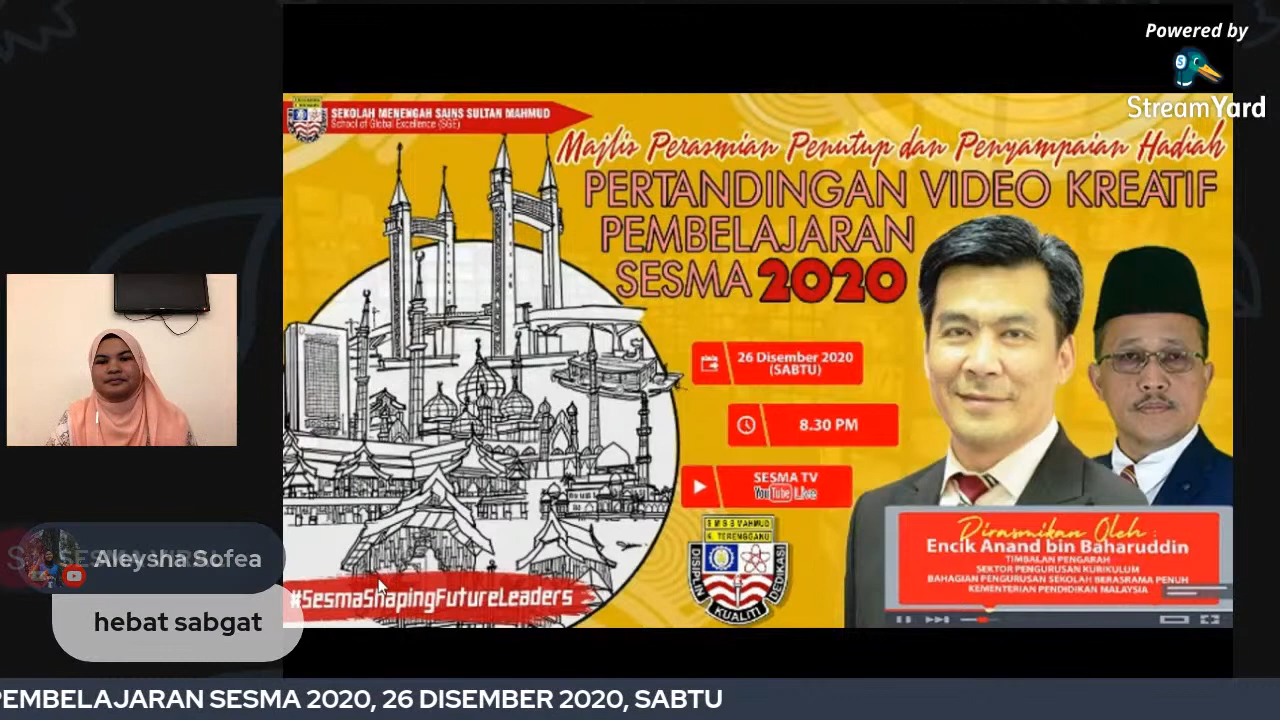 Powered by
StreamYard
SEKOLAH MENENGAH SAINS SULTAN MAHMUD
School of Global Excellence (SGE)
Majlis Perasmian Penutup dan Penyampaian Hadiah
PERTANDINGAN VIDEO KREATIF
PEMBELAJARAN
SESMA 2020
26 Disember 2020
(SABTU)
8.30 PM
SESMA TV
YouTube Live
S M S S MAHMUD
K. TERENGGANU
DISIPLIN
KUALITI
DEDIKASI
Dirasmikan Oleh :
Encik Anand bin Baharuddin
TIMBALAN PENGARAH
SEKTOR PENGURUSAN KURIKULUM
BAHAGIAN PENGURUSAN SEKOLAH BERASRAMA PENUH
KEMENTERIAN PENDIDIKAN MALAYSIA
#SesmaShapingFutureLeaders
Aleysha Sofea
hebat sabgat
PEMBELAJARAN SESMA 2020, 26 DISEMBER 2020, SABTU